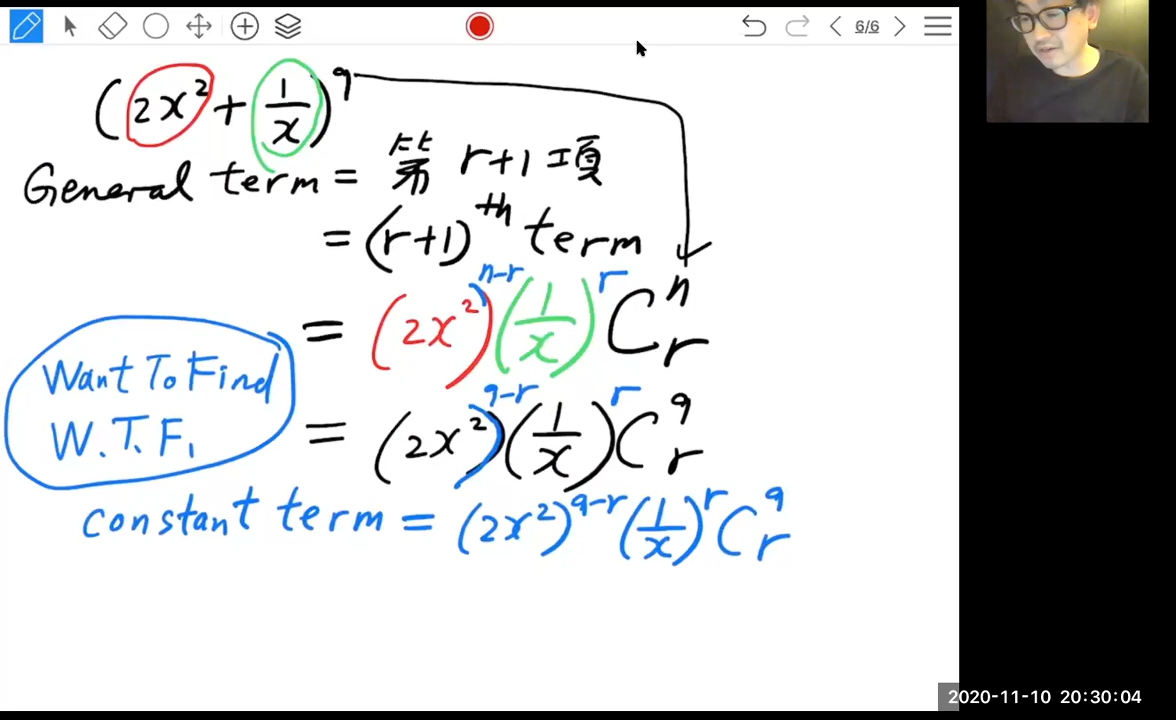 6/6
(2x² + 1/x)⁹
General term = 第 r+1 項
= (r+1)ᵗʰ term
= (2x²)ⁿ⁻ʳ (1/x)ʳ Cⁿᵣ
Want To Find
W.T.F.
= (2x²)⁹⁻ʳ (1/x)ʳ C⁹ᵣ
constant term = (2x²)⁹⁻ʳ (1/x)ʳ C⁹ᵣ
2020-11-10 20:30:04